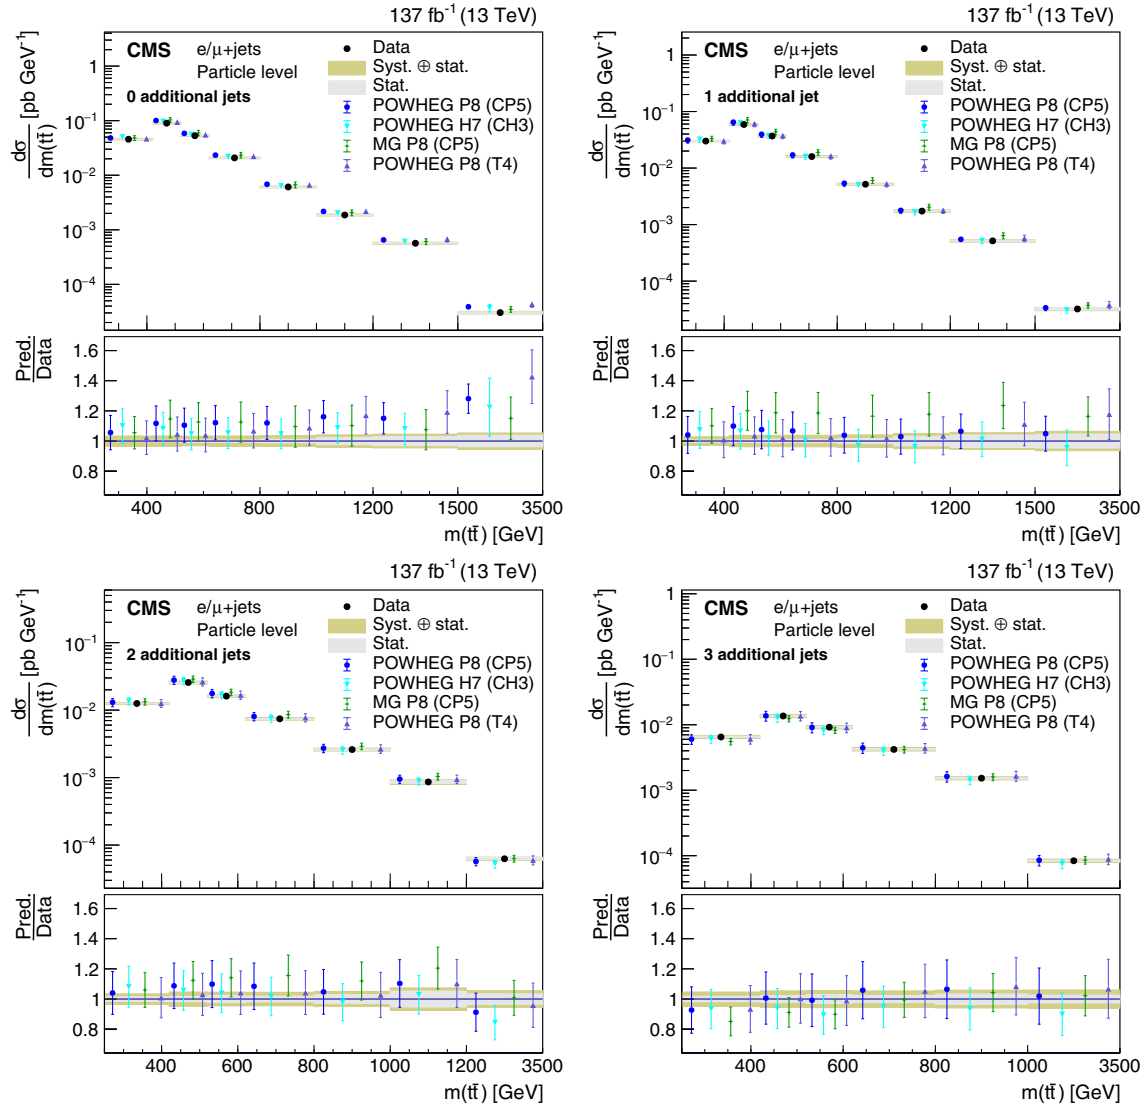 137 fb⁻¹ (13 TeV)
CMS e/μ+jets
Particle level
0 additional jets
Data
Syst. ⊕ stat.
Stat.
POWHEG P8 (CP5)
POWHEG H7 (CH3)
MG P8 (CP5)
POWHEG P8 (T4)
dσ/dm(tt̄) [pb GeV⁻¹]
1
10⁻¹
10⁻²
10⁻³
10⁻⁴
Pred./Data
1.6
1.4
1.2
1
0.8
400 800 1200 1500 3500
m(tt̄) [GeV]
137 fb⁻¹ (13 TeV)
CMS e/μ+jets
Particle level
1 additional jet
Data
Syst. ⊕ stat.
Stat.
POWHEG P8 (CP5)
POWHEG H7 (CH3)
MG P8 (CP5)
POWHEG P8 (T4)
dσ/dm(tt̄) [pb GeV⁻¹]
1
10⁻¹
10⁻²
10⁻³
10⁻⁴
Pred./Data
1.6
1.4
1.2
1
0.8
400 800 1200 1500 3500
m(tt̄) [GeV]
137 fb⁻¹ (13 TeV)
CMS e/μ+jets
Particle level
2 additional jets
Data
Syst. ⊕ stat.
Stat.
POWHEG P8 (CP5)
POWHEG H7 (CH3)
MG P8 (CP5)
POWHEG P8 (T4)
dσ/dm(tt̄) [pb GeV⁻¹]
10⁻¹
10⁻²
10⁻³
10⁻⁴
Pred./Data
1.6
1.4
1.2
1
0.8
400 600 800 1000 1200 3500
m(tt̄) [GeV]
137 fb⁻¹ (13 TeV)
CMS e/μ+jets
Particle level
3 additional jets
Data
Syst. ⊕ stat.
Stat.
POWHEG P8 (CP5)
POWHEG H7 (CH3)
MG P8 (CP5)
POWHEG P8 (T4)
dσ/dm(tt̄) [pb GeV⁻¹]
1
10⁻¹
10⁻²
10⁻³
10⁻⁴
Pred./Data
1.6
1.4
1.2
1
0.8
400 600 800 1000 3500
m(tt̄) [GeV]